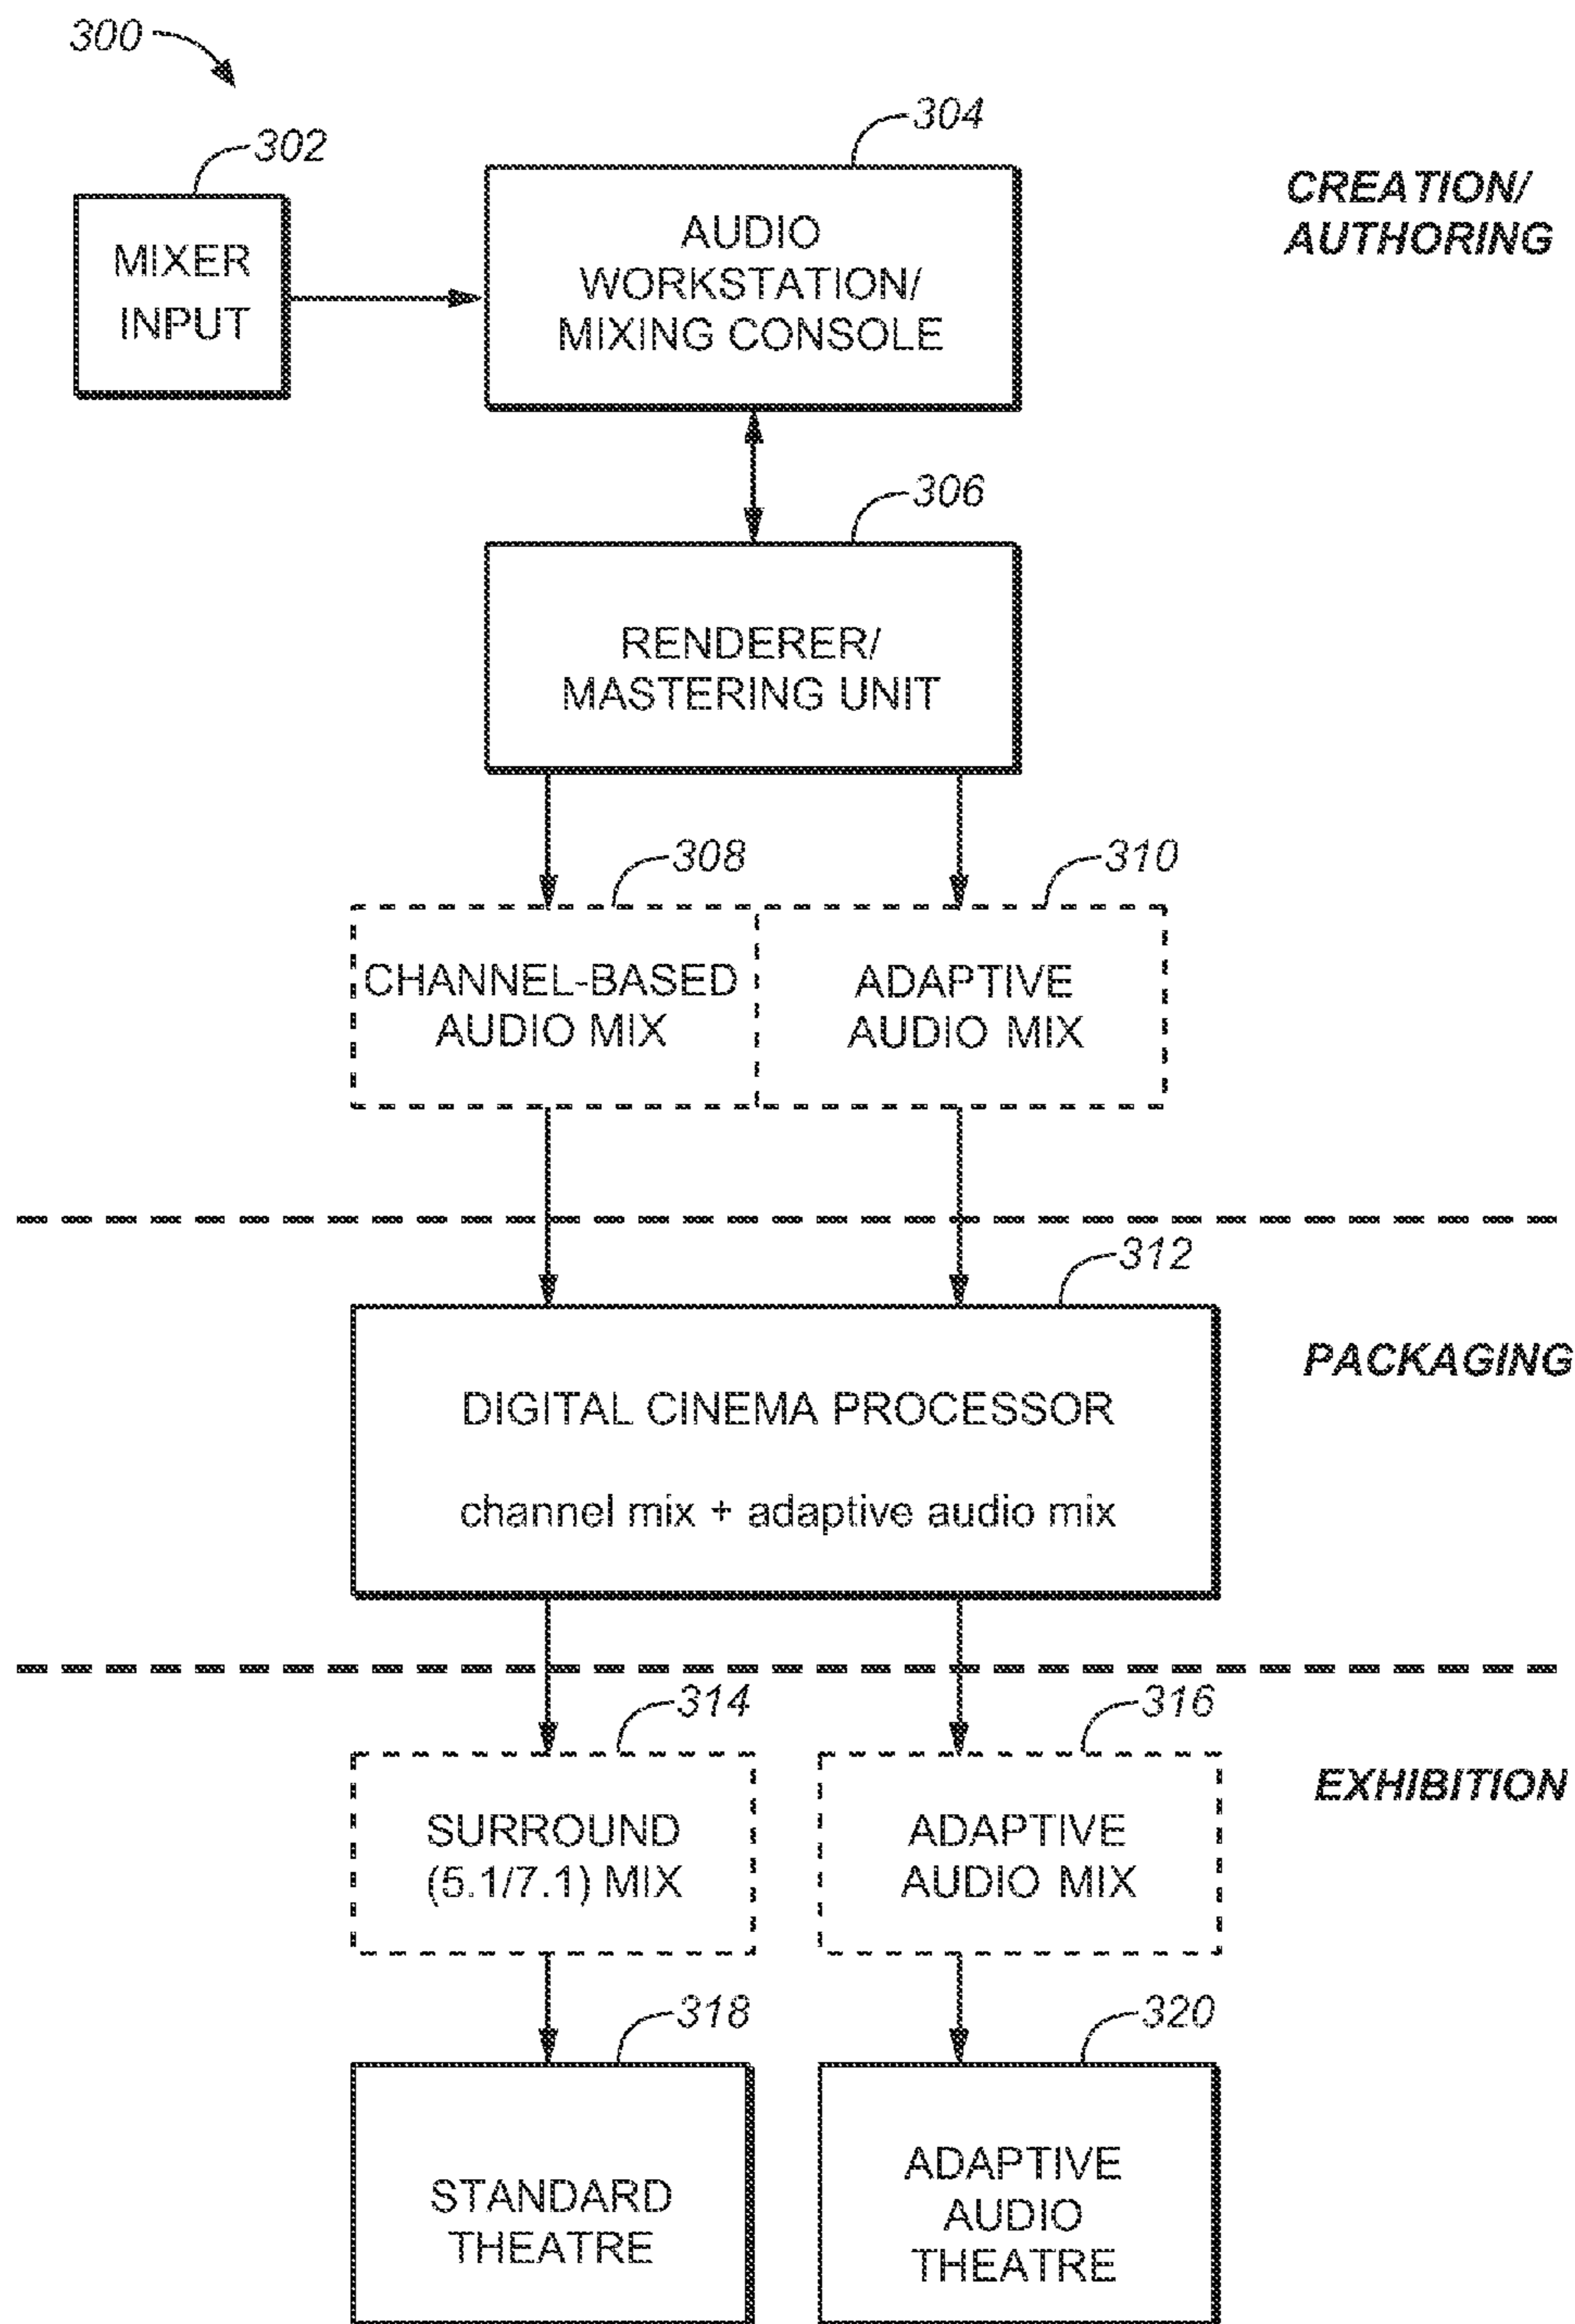 300
302
304
MIXER
INPUT
AUDIO
WORKSTATION/
MIXING CONSOLE
CREATION/
AUTHORING
306
RENDERER/
MASTERING UNIT
308
310
CHANNEL-BASED
AUDIO MIX
ADAPTIVE
AUDIO MIX
312
DIGITAL CINEMA PROCESSOR
channel mix + adaptive audio mix
PACKAGING
314
316
SURROUND
(5.1/7.1) MIX
ADAPTIVE
AUDIO MIX
EXHIBITION
318
320
STANDARD
THEATRE
ADAPTIVE
AUDIO
THEATRE